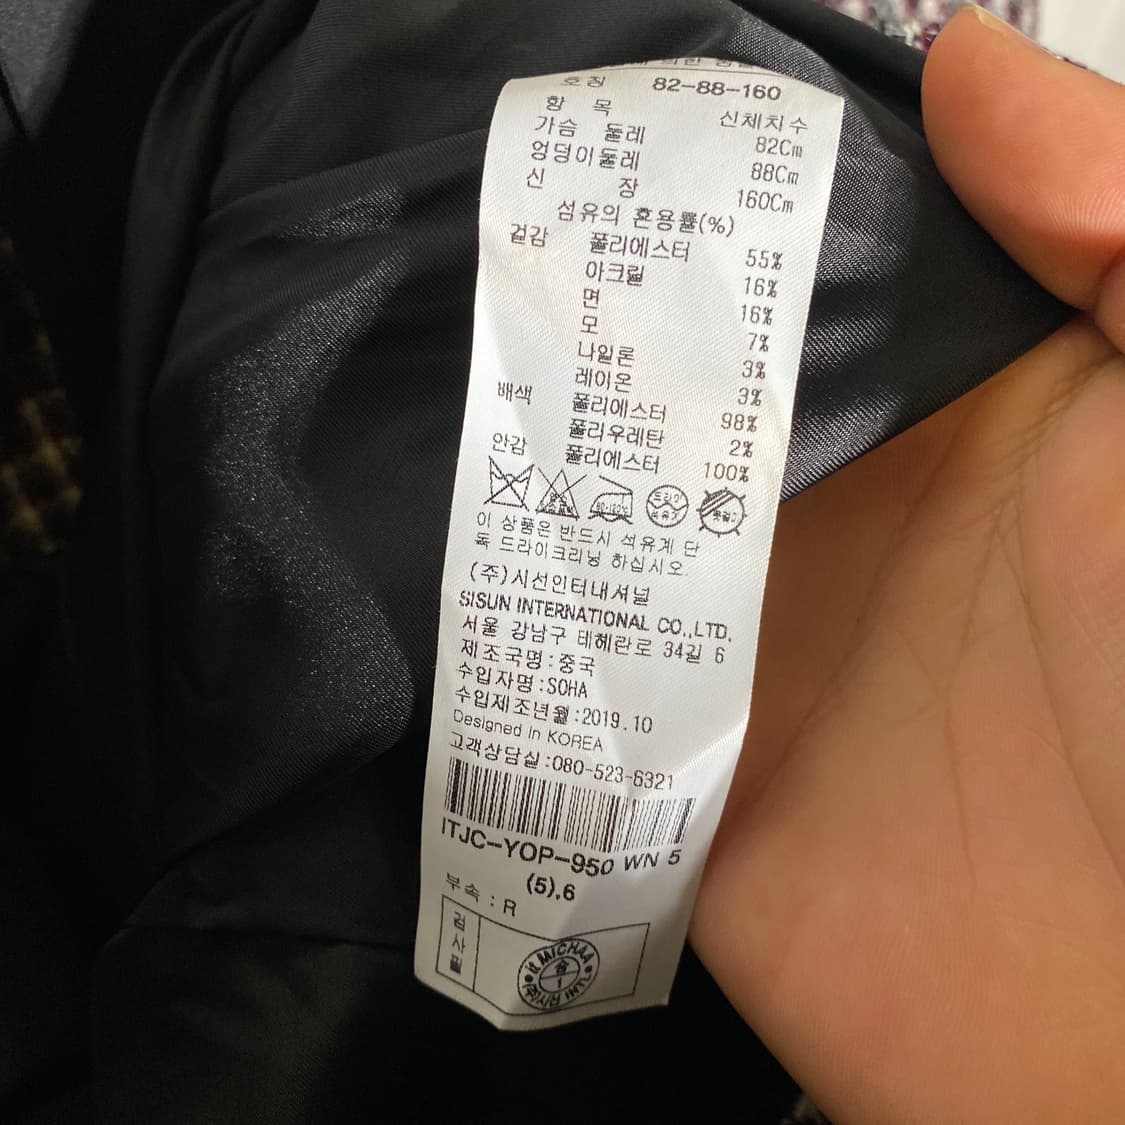 호칭 82-88-160
항 목 신체치수
가슴 둘레 82Cm
엉덩이둘레 88Cm
신 장 160Cm
섬유의 혼용률(%)
겉감 폴리에스터 55%
아크릴 16%
면 16%
모 7%
나일론 3%
레이온 3%
배색 폴리에스터 98%
폴리우레탄 2%
안감 폴리에스터 100%
80~120℃ 드라이
이 상품은 반드시 석유계 단
독 드라이크리닝 하십시오.
(주)시선인터내셔널
SISUN INTERNATIONAL CO.,LTD.
서울 강남구 테헤란로 34길 6
제조국명:중국
수입자명:SOHA
수입제조년월:2019.10
Designed in KOREA
고객상담실:080-523-6321
ITJC-YOP-950 WN 5
(5),6
부속 : R
검사필
MICHAA INTL